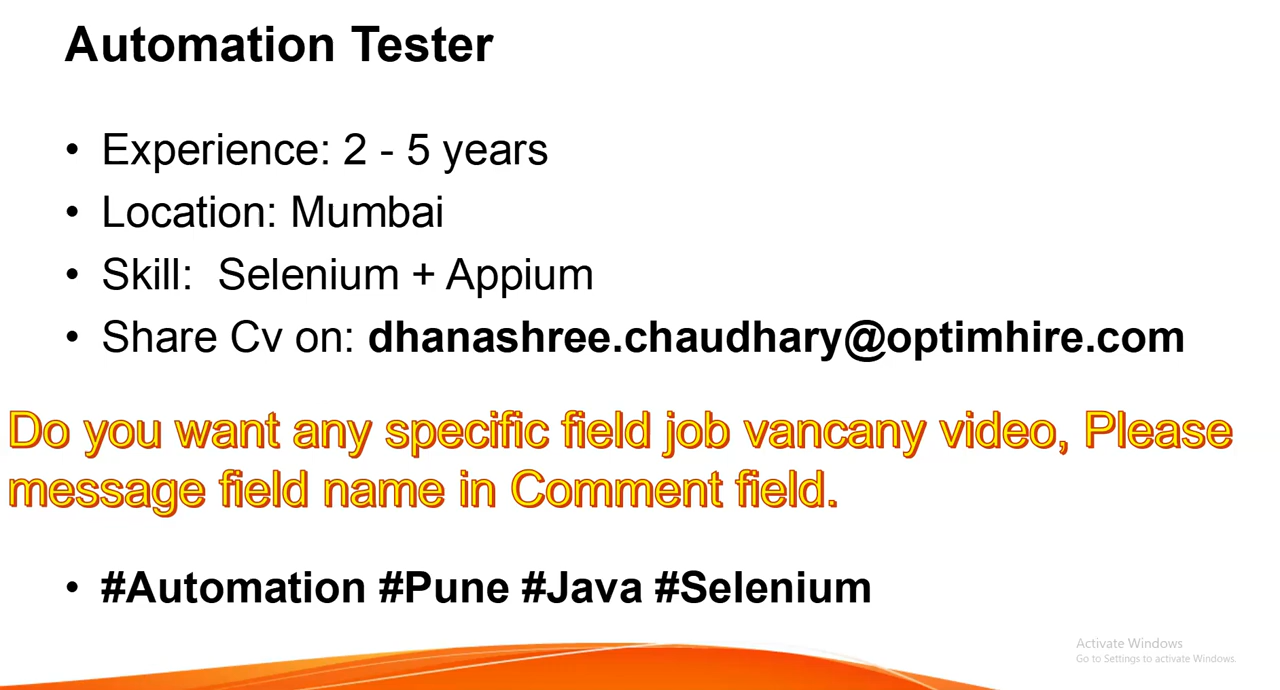 Automation Tester
• Experience: 2 - 5 years
• Location: Mumbai
• Skill:  Selenium + Appium
• Share Cv on: dhanashree.chaudhary@optimhire.com
Do you want any specific field job vancany video, Please
message field name in Comment field.
• #Automation #Pune #Java #Selenium
Activate Windows
Go to Settings to activate Windows.